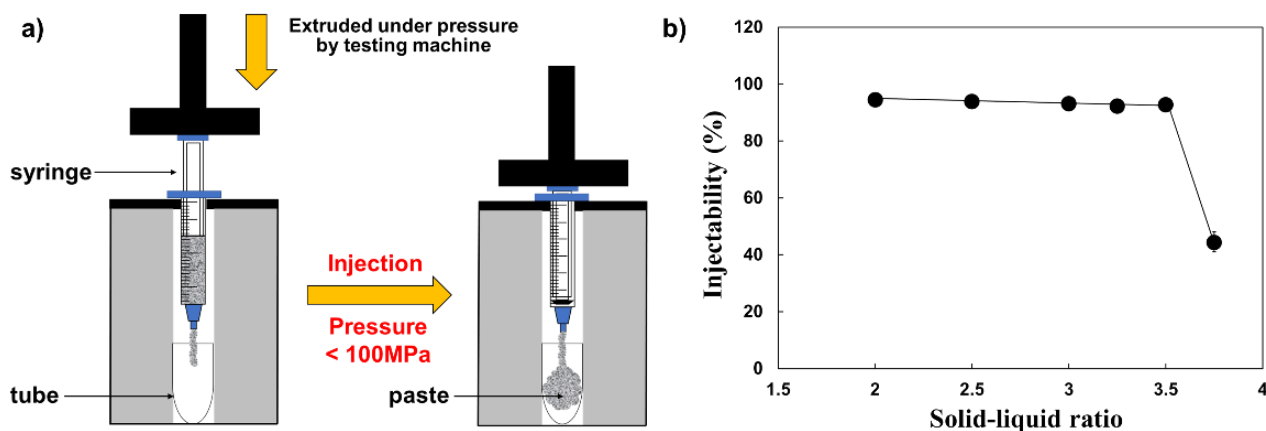 a)
Extruded under pressure
by testing machine
syringe
Injection
Pressure
< 100MPa
tube
paste
b)
120
100
80
60
40
20
0
Injectability (%)
1.5 2 2.5 3 3.5 4
Solid-liquid ratio